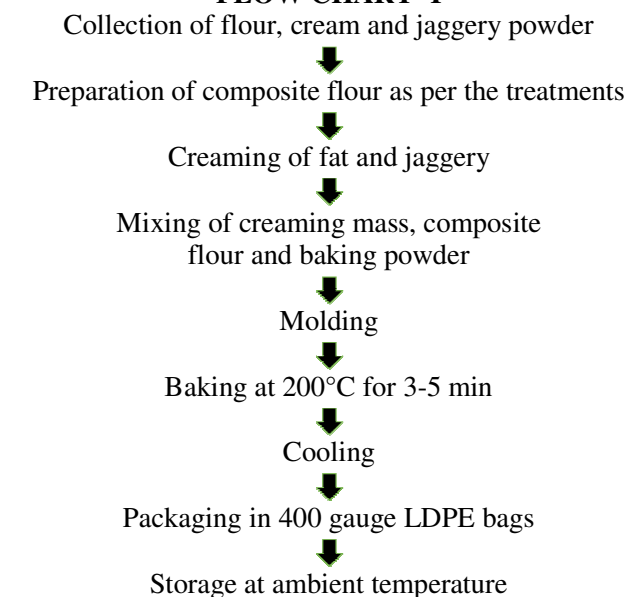 FLOW CHART-1
Collection of flour, cream and jaggery powder
Preparation of composite flour as per the treatments
Creaming of fat and jaggery
Mixing of creaming mass, composite
flour and baking powder
Molding
Baking at 200°C for 3-5 min
Cooling
Packaging in 400 gauge LDPE bags
Storage at ambient temperature